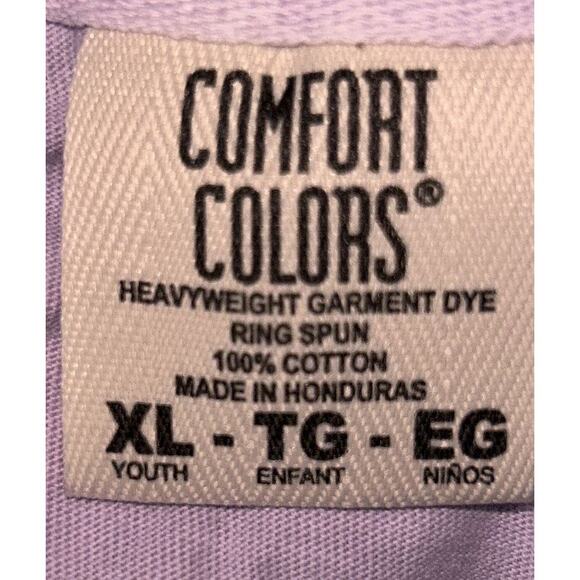 COMFORT
COLORS®
HEAVYWEIGHT GARMENT DYE
RING SPUN
100% COTTON
MADE IN HONDURAS
XL - TG - EG
YOUTH ENFANT NIÑOS